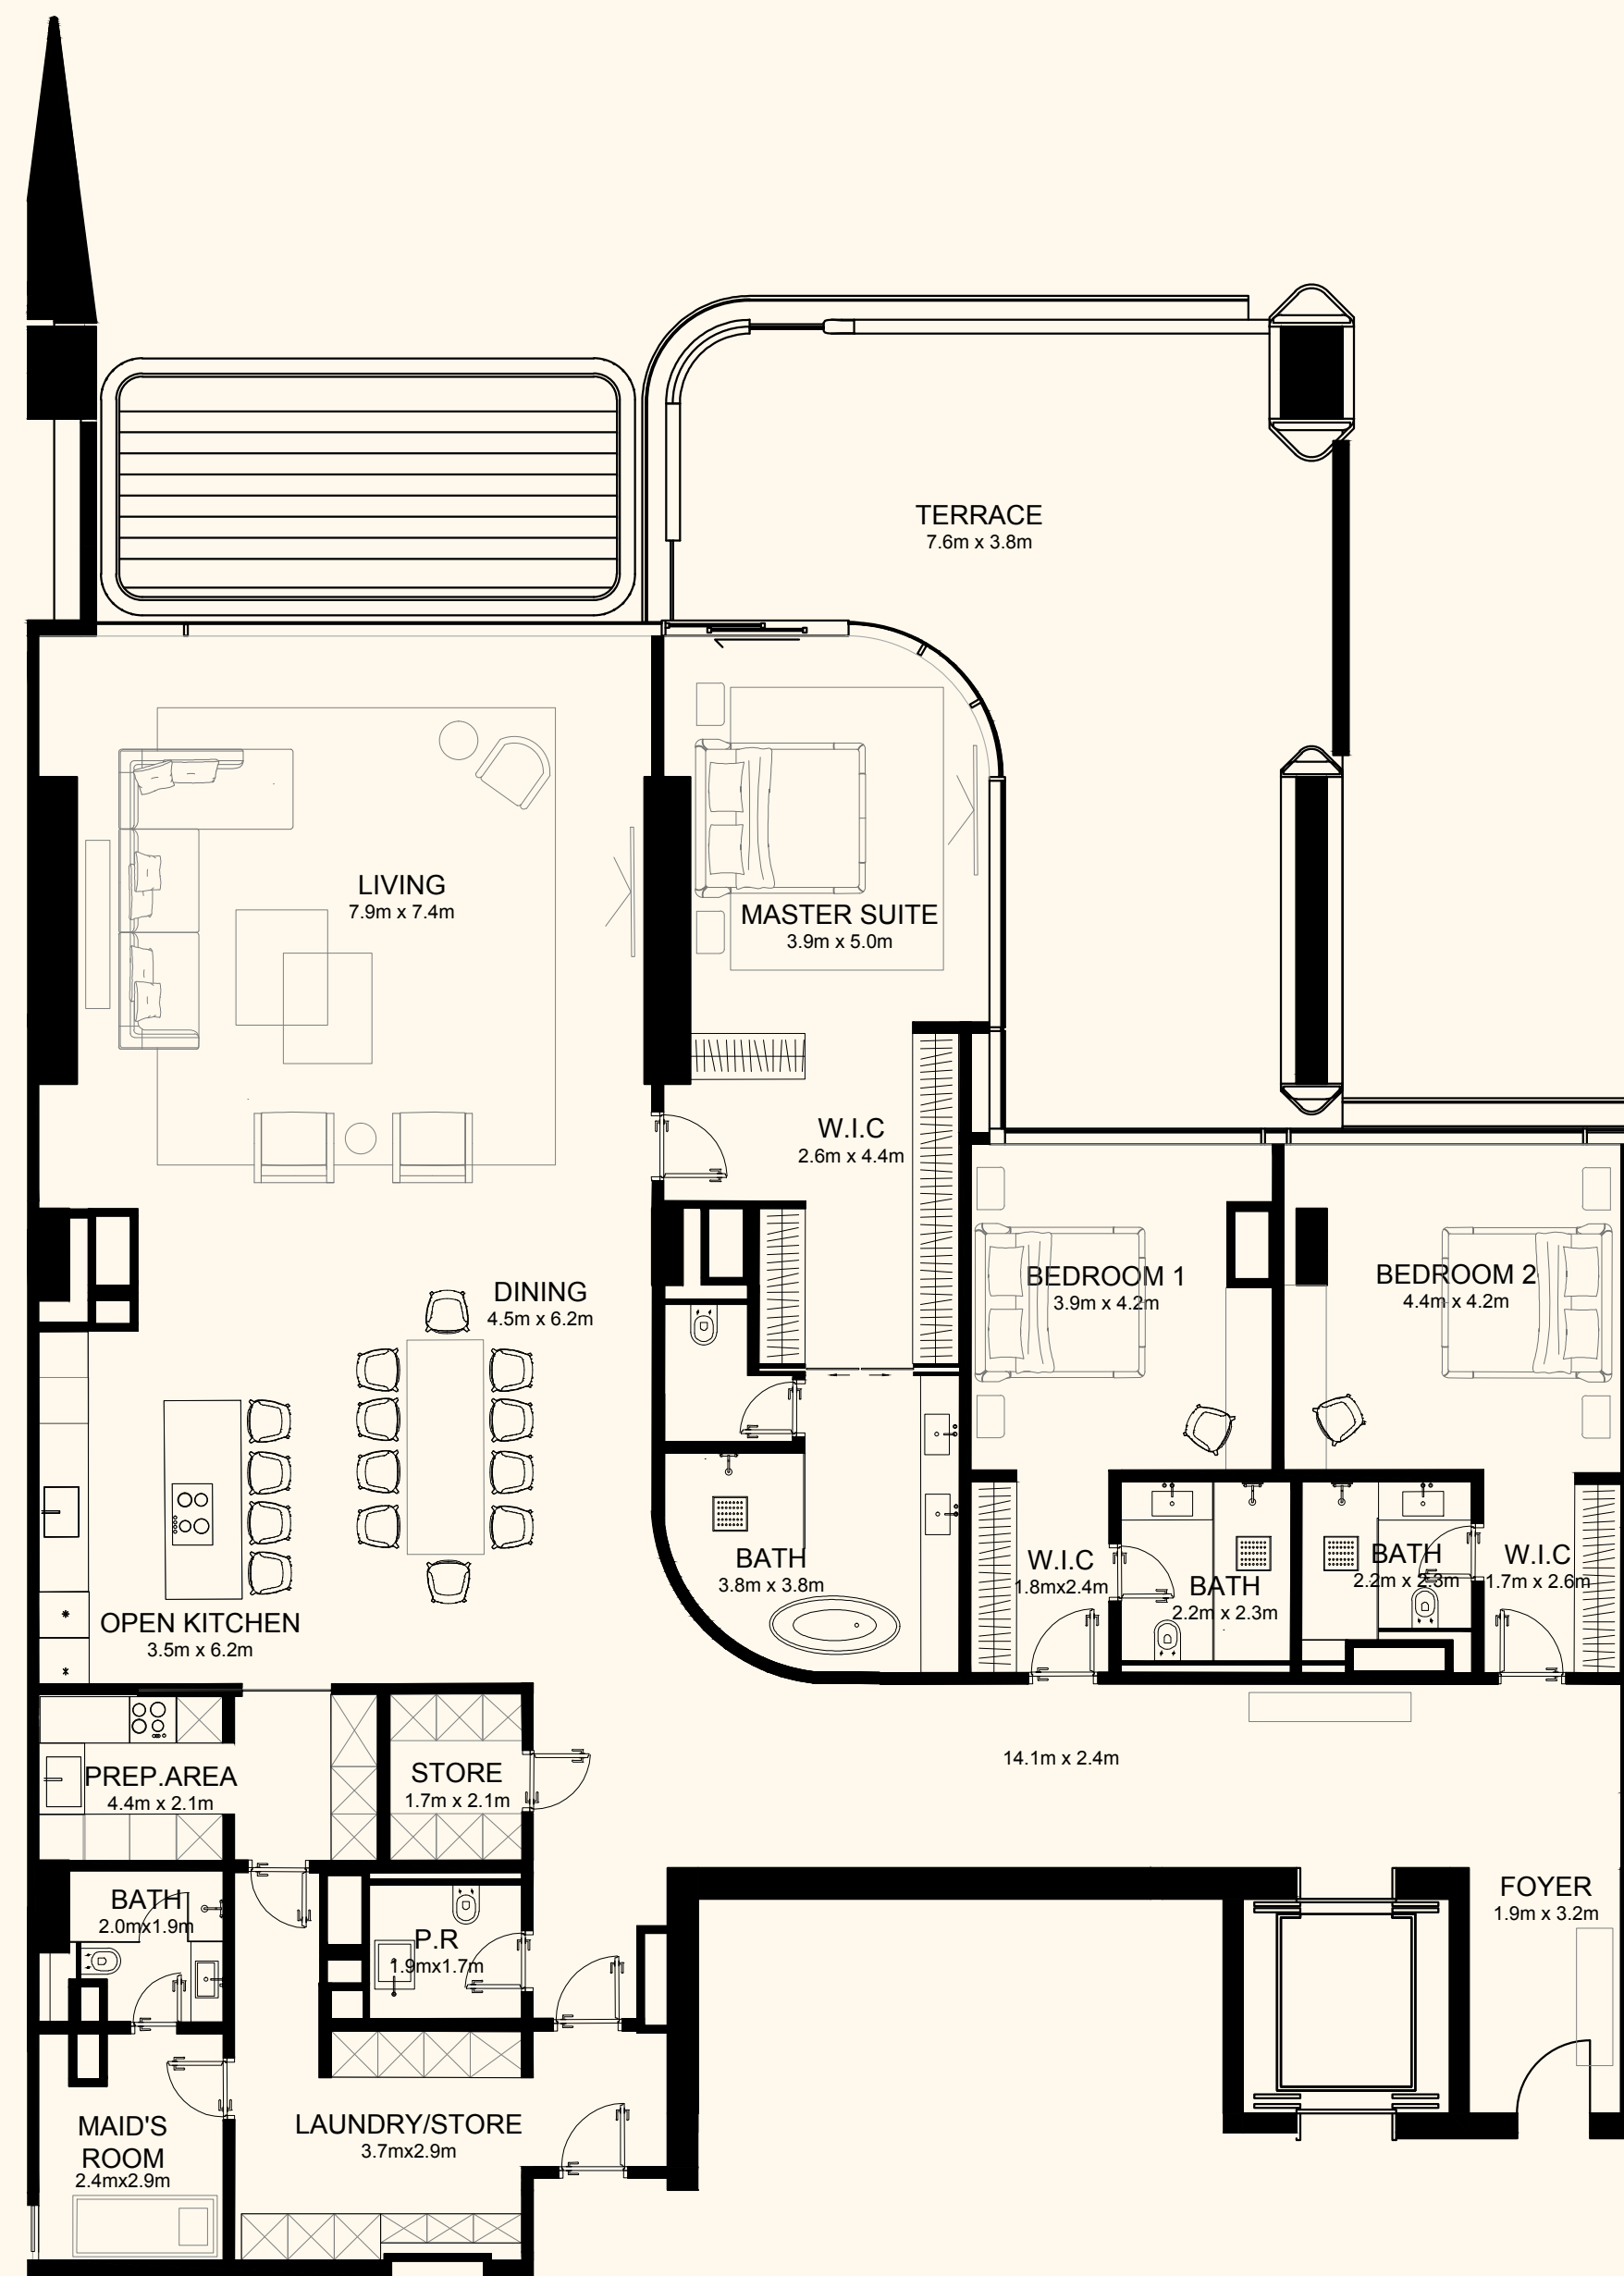 TERRACE
7.6m x 3.8m
LIVING
7.9m x 7.4m
MASTER SUITE
3.9m x 5.0m
W.I.C
2.6m x 4.4m
DINING
4.5m x 6.2m
BEDROOM 1
3.9m x 4.2m
BEDROOM 2
4.4m x 4.2m
OPEN KITCHEN
3.5m x 6.2m
BATH
3.8m x 3.8m
W.I.C
1.8mx2.4m
BATH
2.2m x 2.3m
BATH
2.2m x 2.3m
W.I.C
1.7m x 2.6m
PREP.AREA
4.4m x 2.1m
STORE
1.7m x 2.1m
14.1m x 2.4m
BATH
2.0mx1.9m
P.R
1.9mx1.7m
FOYER
1.9m x 3.2m
MAID'S
ROOM
2.4mx2.9m
LAUNDRY/STORE
3.7mx2.9m